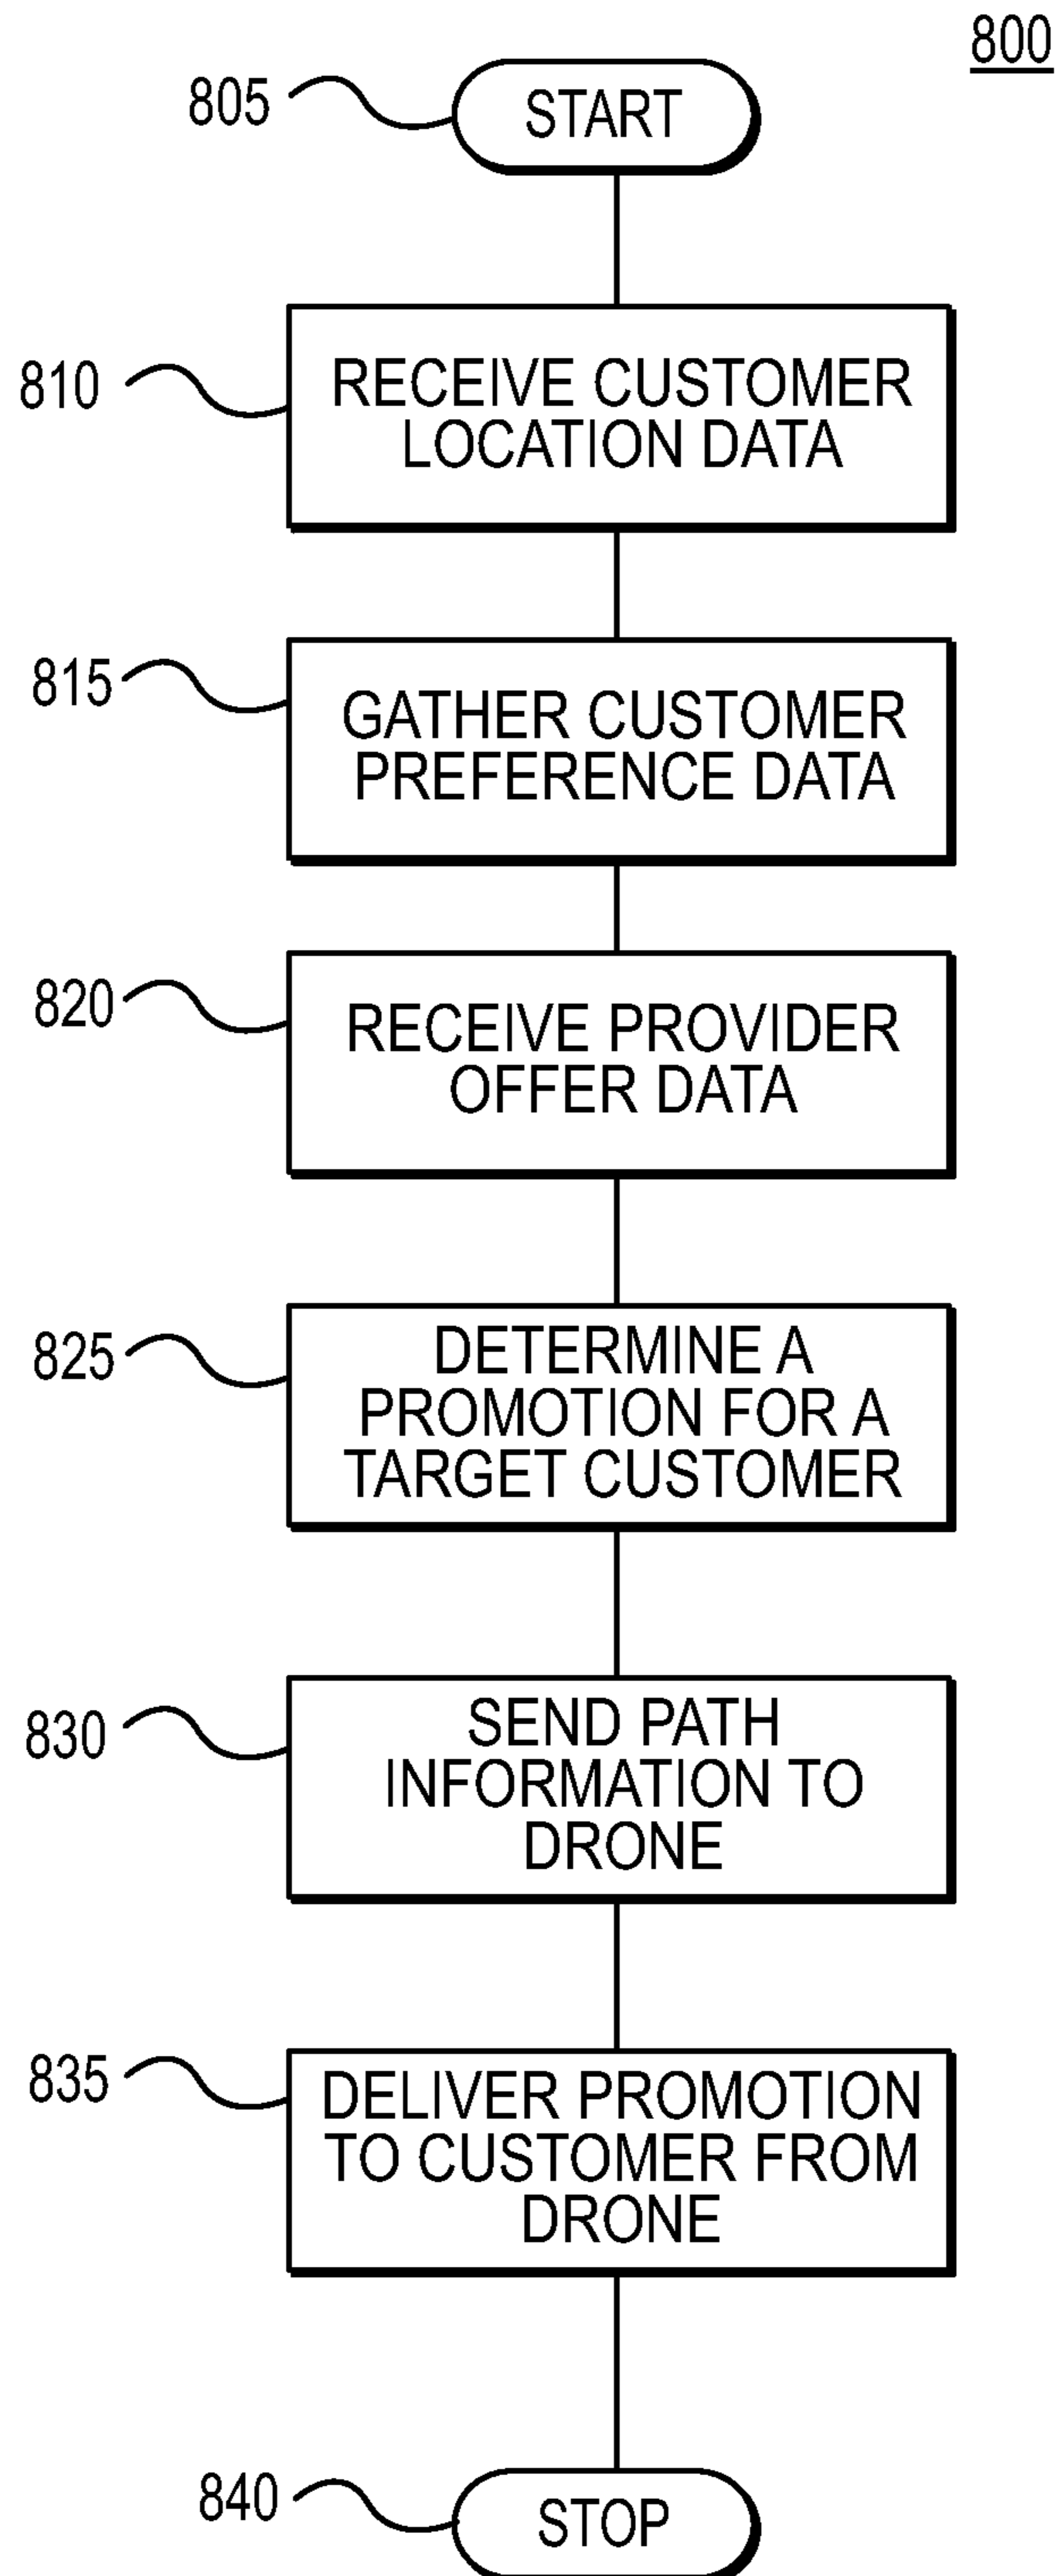 800
805
START
810
RECEIVE CUSTOMER
LOCATION DATA
815
GATHER CUSTOMER
PREFERENCE DATA
820
RECEIVE PROVIDER
OFFER DATA
825
DETERMINE A
PROMOTION FOR A
TARGET CUSTOMER
830
SEND PATH
INFORMATION TO
DRONE
835
DELIVER PROMOTION
TO CUSTOMER FROM
DRONE
840
STOP